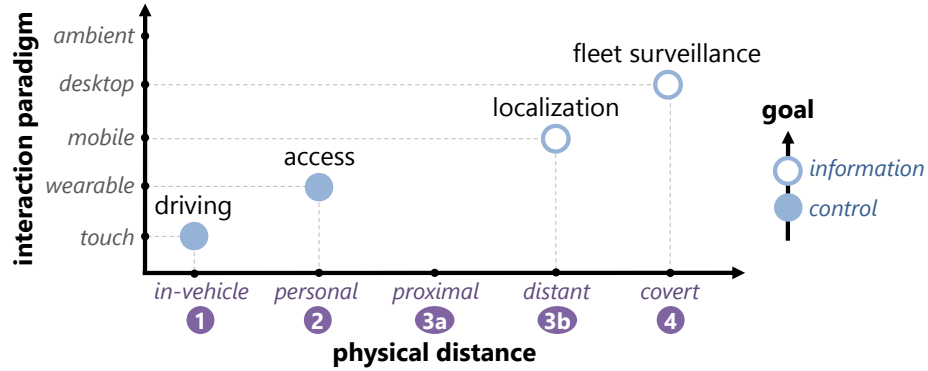 interaction paradigm
ambient
desktop
mobile
wearable
touch
fleet surveillance
localization
access
driving
goal
information
control
in-vehicle personal proximal distant covert
1 2 3a 3b 4
physical distance